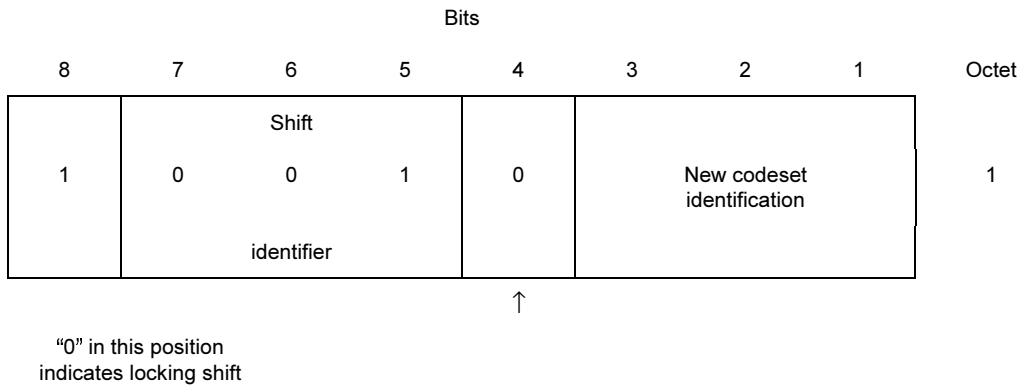 Bits
8 7 6 5 4 3 2 1 Octet
Shift
1 0 0 1 0 New codeset 1
identification
identifier
↑
“0” in this position
indicates locking shift